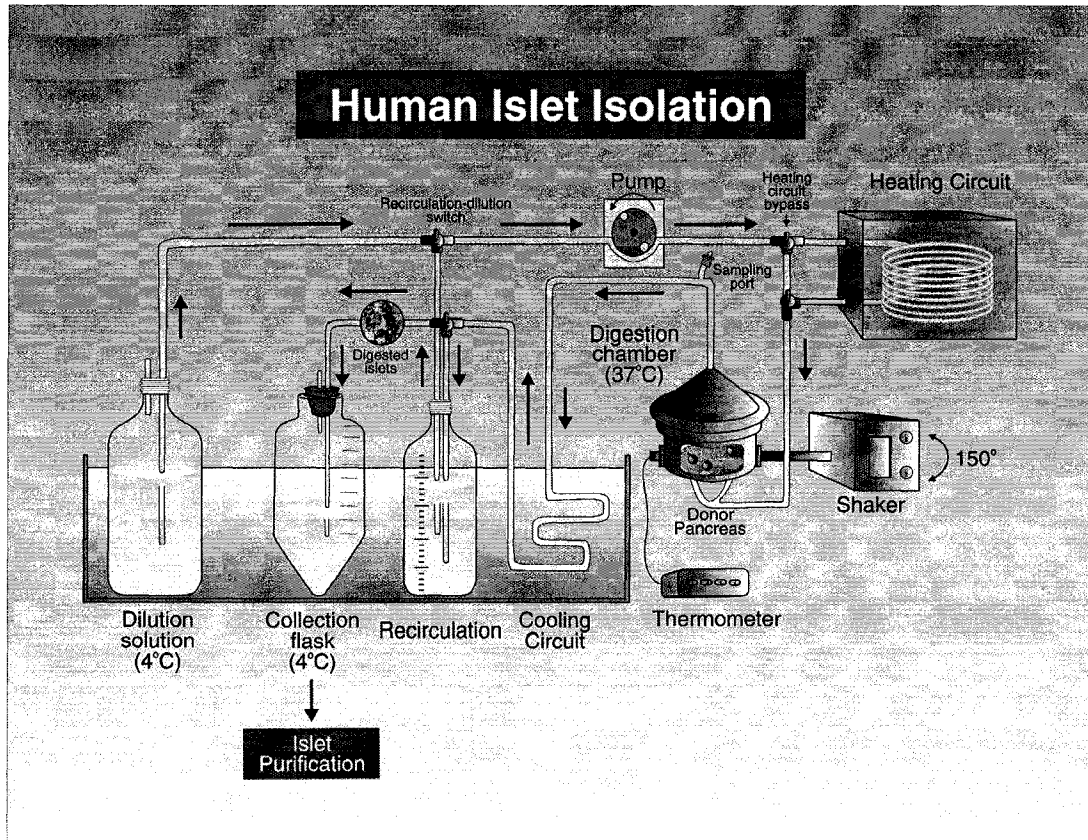 Human Islet Isolation
Pump
Heating
circuit
bypass
Heating Circuit
Recirculation-dilution
switch
Sampling
port
Digested
islets
Digestion
chamber
(37°C)
150°
Shaker
Donor
Pancreas
Thermometer
Dilution
solution
(4°C)
Collection
flask
(4°C)
Recirculation
Cooling
Circuit
Islet
Purification